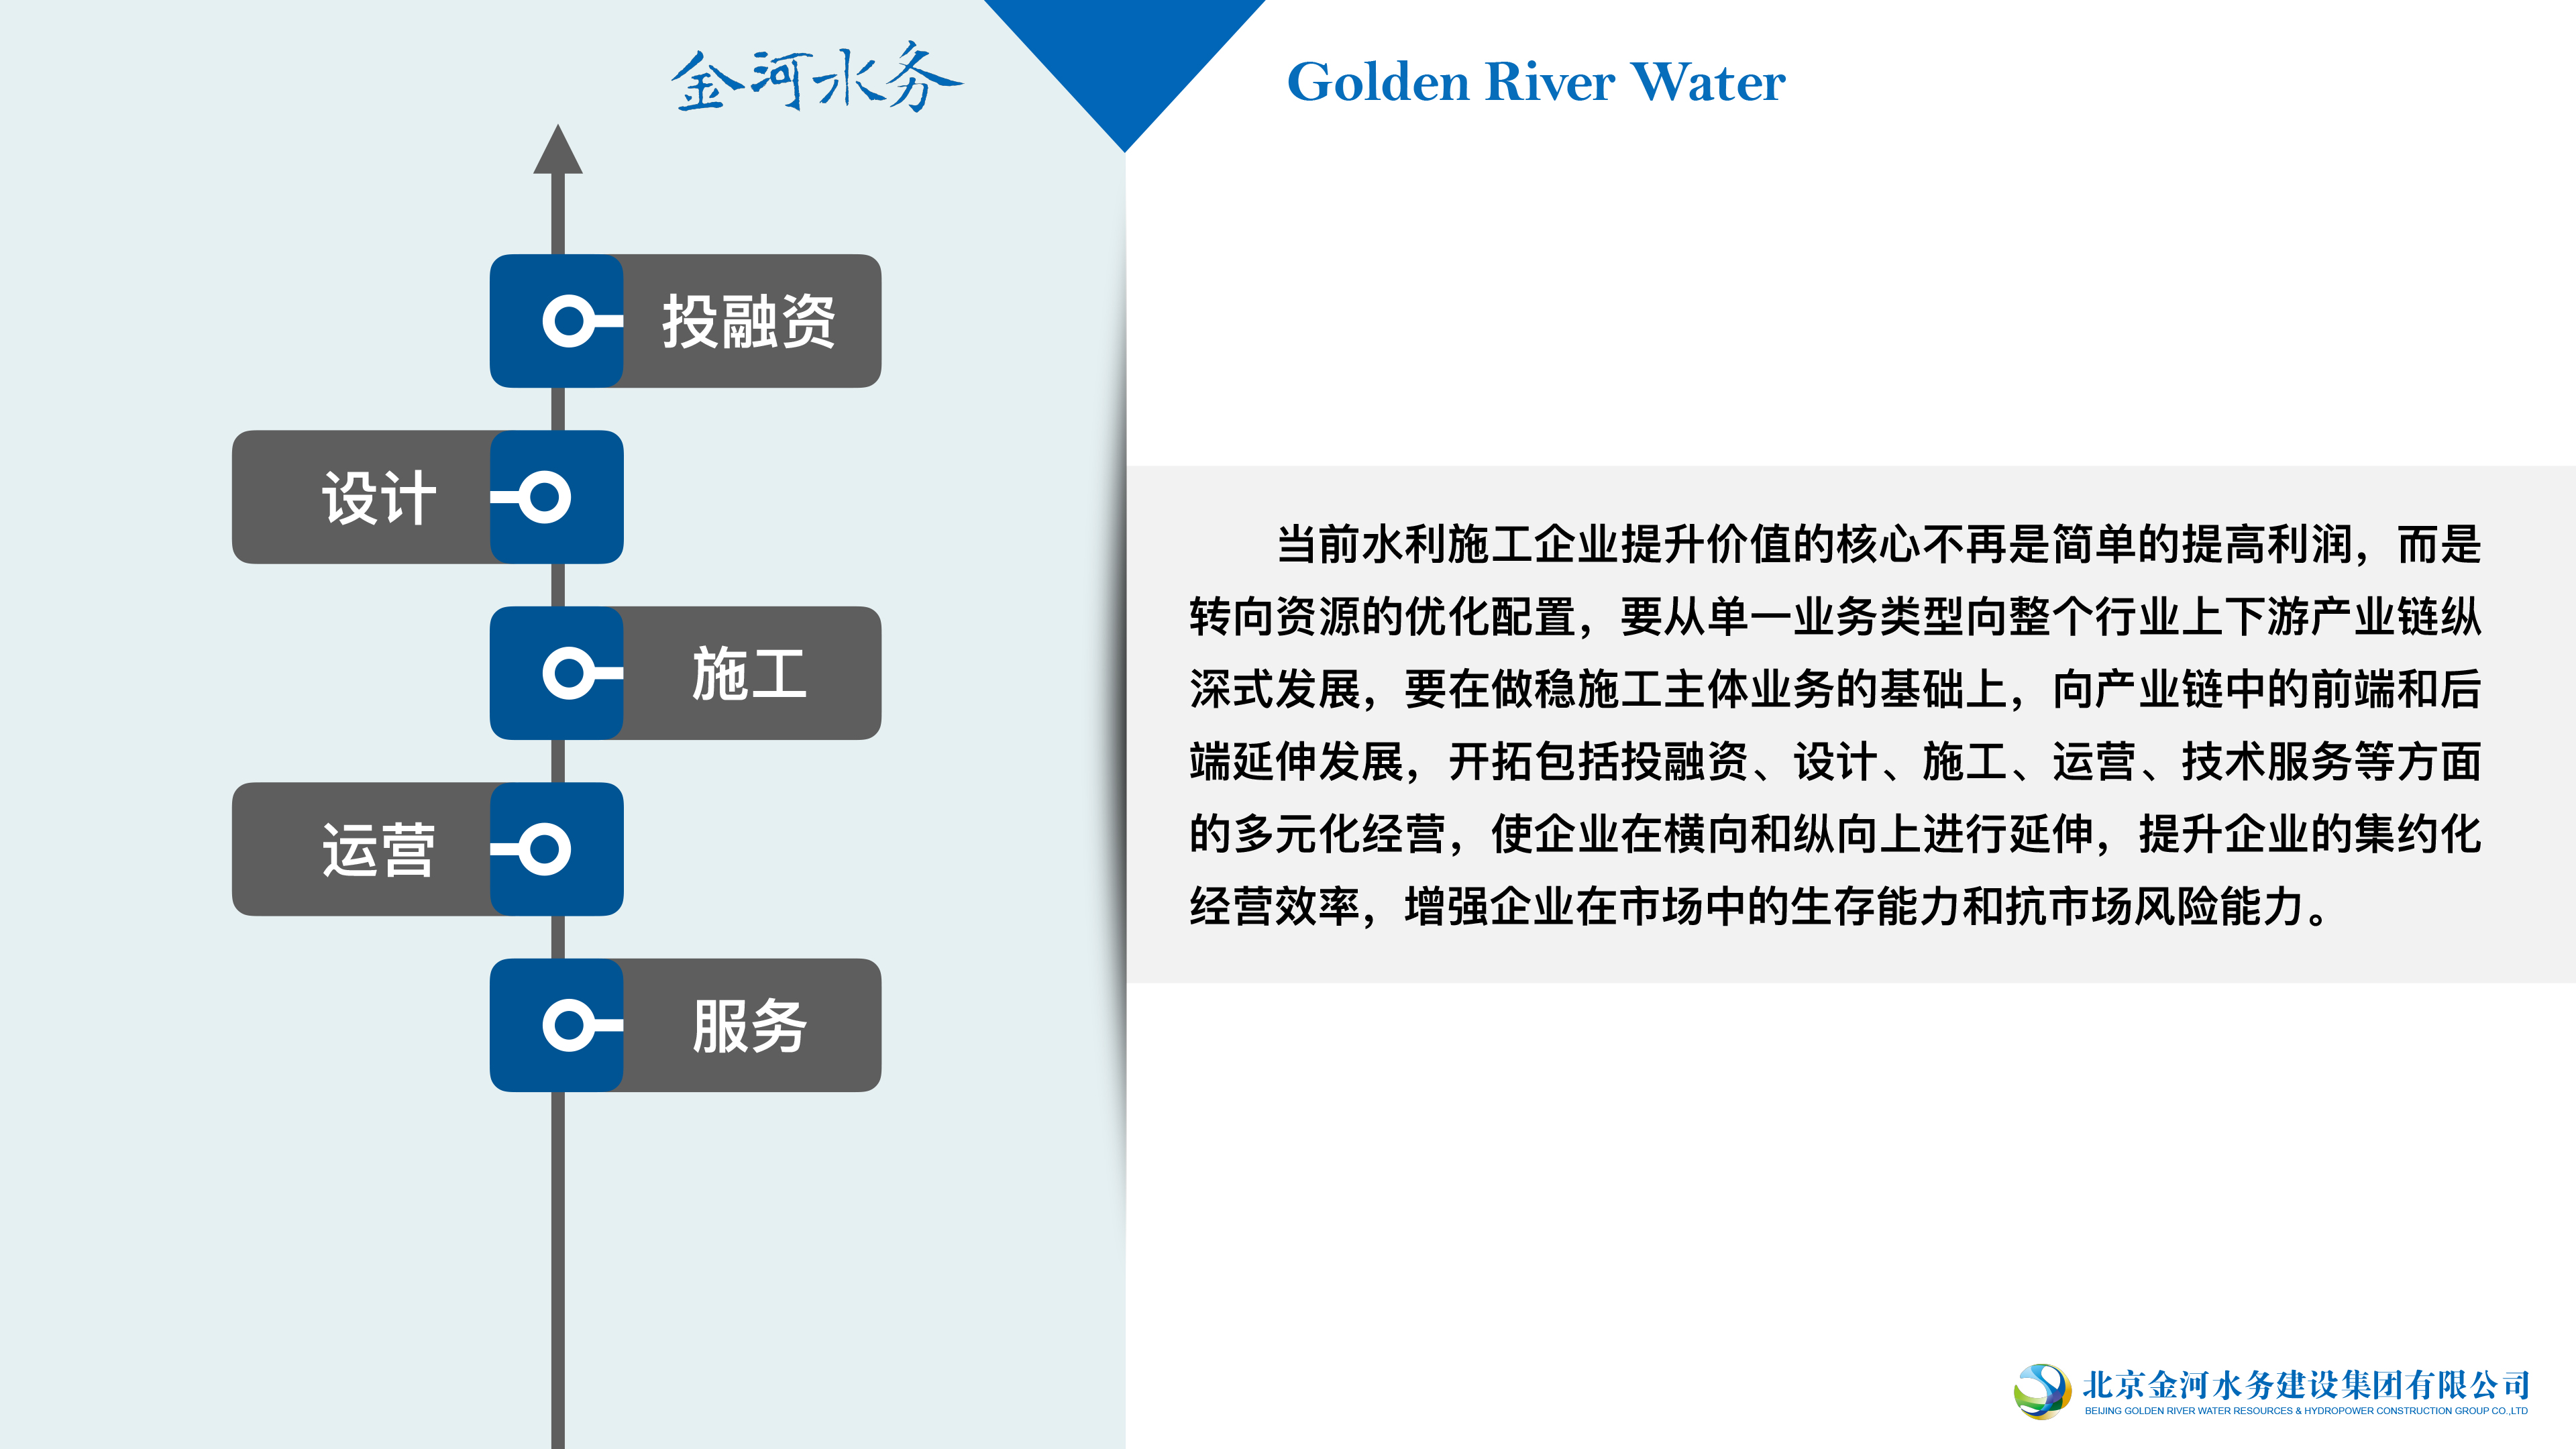 金河水务
Golden River Water
投融资
设计
施工
运营
服务
当前水利施工企业提升价值的核心不再是简单的提高利润，而是
转向资源的优化配置，要从单一业务类型向整个行业上下游产业链纵
深式发展，要在做稳施工主体业务的基础上，向产业链中的前端和后
端延伸发展，开拓包括投融资、设计、施工、运营、技术服务等方面
的多元化经营，使企业在横向和纵向上进行延伸，提升企业的集约化
经营效率，增强企业在市场中的生存能力和抗市场风险能力。
北京金河水务建设集团有限公司
BEIJING GOLDEN RIVER WATER RESOURCES & HYDROPOWER CONSTRUCTION GROUP CO.,LTD